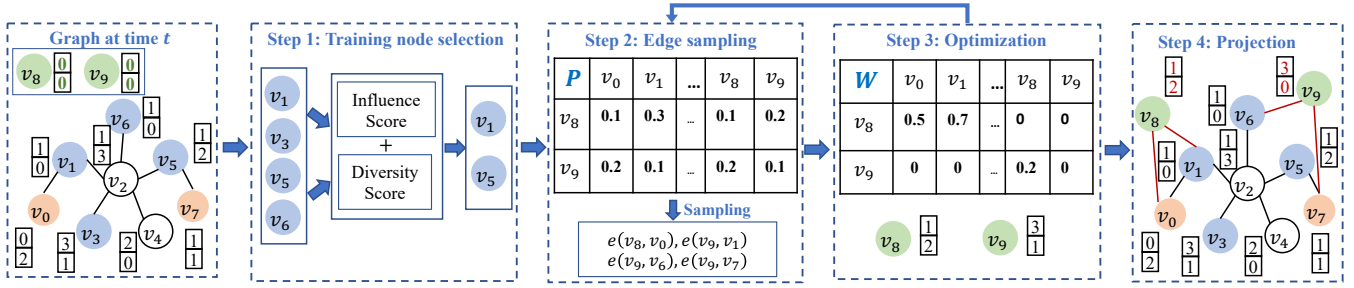 Graph at time t
v8 0 0 v9 0 0
v6 1 0
1 3
1 2
1 0
v1 v2 v5
v0 v3 v4 v7
0 2
3 1
2 0
1 1
Step 1: Training node selection
v1
v3
v5
v6
Influence Score
+
Diversity Score
v1
v5
Step 2: Edge sampling
P v0 v1 ... v8 v9
v8 0.1 0.3 ... 0.1 0.2
v9 0.2 0.1 ... 0.2 0.1
Sampling
e(v8, v0), e(v9, v1)
e(v9, v6), e(v9, v7)
Step 3: Optimization
W v0 v1 ... v8 v9
v8 0.5 0.7 ... 0 0
v9 0 0 ... 0.2 0
v8 1 2 v9 3 1
Step 4: Projection
1 2
3 0
v8 v9
1 0
v6
1 3
1 2
1 0
v1 v2 v5
v0 v3 v4 v7
0 2
3 1
2 0
1 1